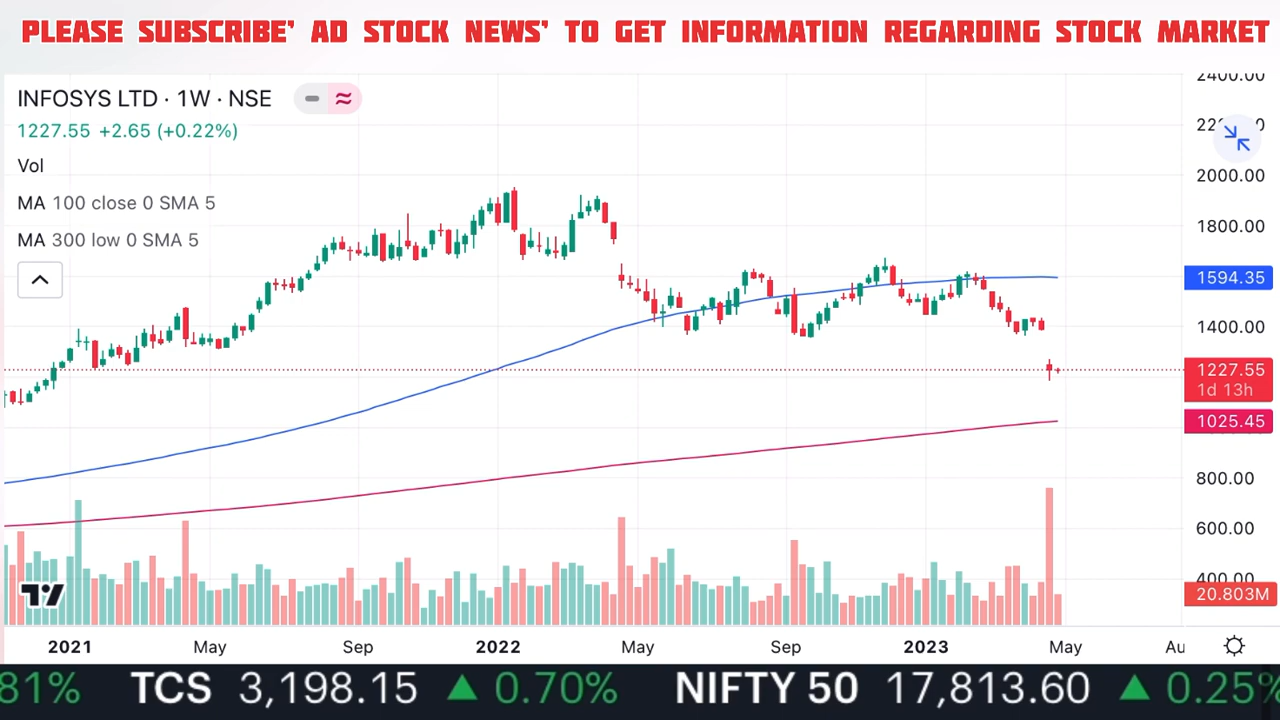 PLEASE SUBSCRIBE' AD STOCK NEWS' TO GET INFORMATION REGARDING STOCK MARKET
2400.00
INFOSYS LTD · 1W · NSE
1227.55 +2.65 (+0.22%)
Vol
MA 100 close 0 SMA 5
MA 300 low 0 SMA 5
2000.00
1800.00
1594.35
1400.00
1227.55
1d 13h
1025.45
800.00
600.00
400.00
20.803M
2021 May Sep 2022 May Sep 2023 May Au
81% TCS 3,198.15 ▲ 0.70% NIFTY 50 17,813.60 ▲ 0.25%